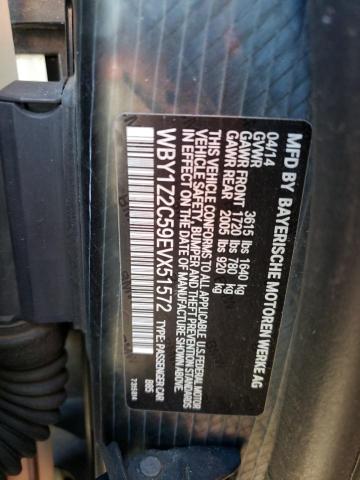 MFD BY BAYERISCHE MOTOREN WERKE AG
04/14
GVWR 3615 lbs 1640 kg
GAWR FRONT 1720 lbs 780 kg
GAWR REAR 2005 lbs 920 kg
THIS VEHICLE CONFORMS TO ALL APPLICABLE U.S.FEDERAL MOTOR
VEHICLE SAFETY, BUMPER AND THEFT PREVENTION STANDARDS
IN EFFECT ON THE DATE OF MANUFACTURE SHOWN ABOVE.
WBY1Z2C59EVX51572 TYPE: PASSENGER CAR